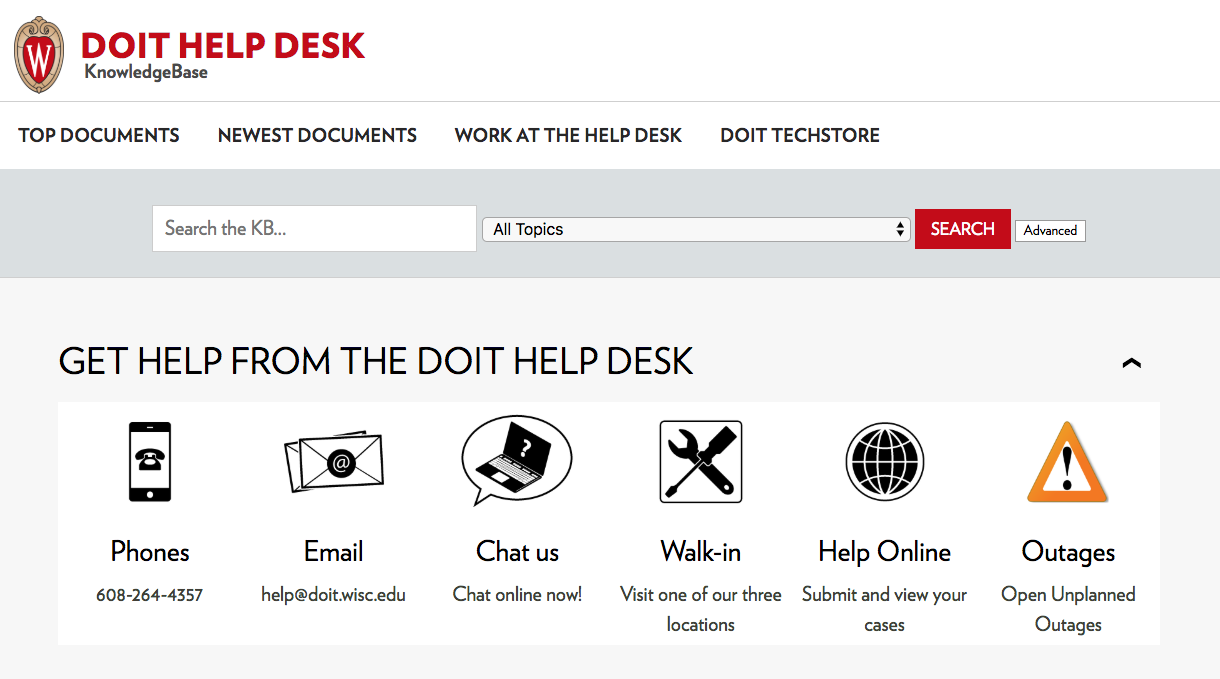 W
DOIT HELP DESK
KnowledgeBase
TOP DOCUMENTS NEWEST DOCUMENTS WORK AT THE HELP DESK DOIT TECHSTORE
Search the KB... All Topics SEARCH Advanced
GET HELP FROM THE DOIT HELP DESK
? @ !
Phones Email Chat us Walk-in Help Online Outages
608-264-4357 help@doit.wisc.edu Chat online now! Visit one of our three Submit and view your Open Unplanned
locations cases Outages